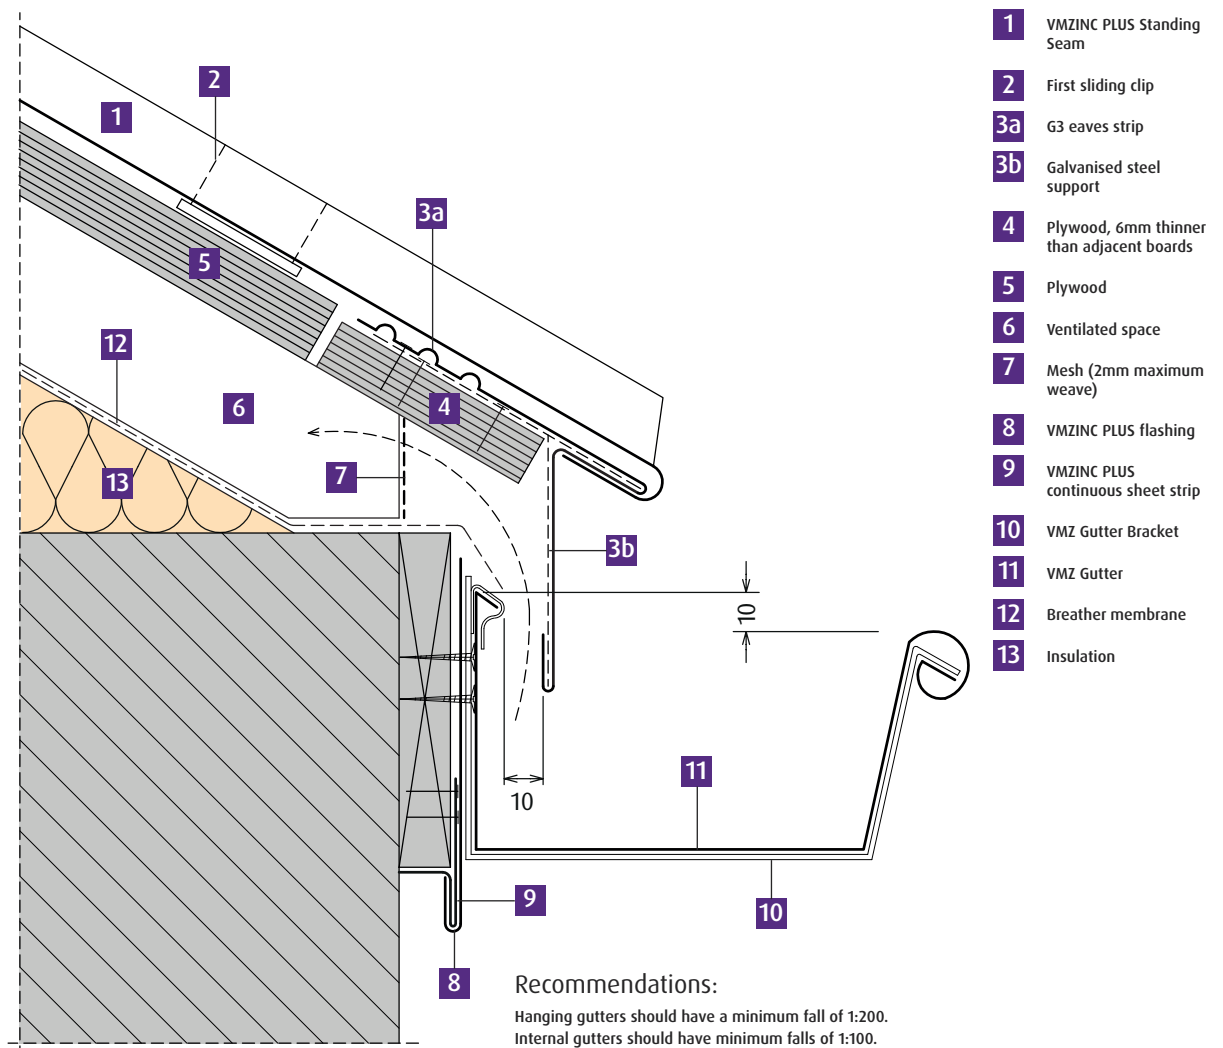 1
VMZINC PLUS Standing
Seam
2
First sliding clip
3a
G3 eaves strip
3b
Galvanised steel
support
4
Plywood, 6mm thinner
than adjacent boards
5
Plywood
6
Ventilated space
7
Mesh (2mm maximum
weave)
8
VMZINC PLUS flashing
9
VMZINC PLUS
continuous sheet strip
10
VMZ Gutter Bracket
11
VMZ Gutter
12
Breather membrane
13
Insulation
2
1
3a
5
12
6
4
7
13
3b
10
10
11
9
10
8
Recommendations:
Hanging gutters should have a minimum fall of 1:200.
Internal gutters should have minimum falls of 1:100.